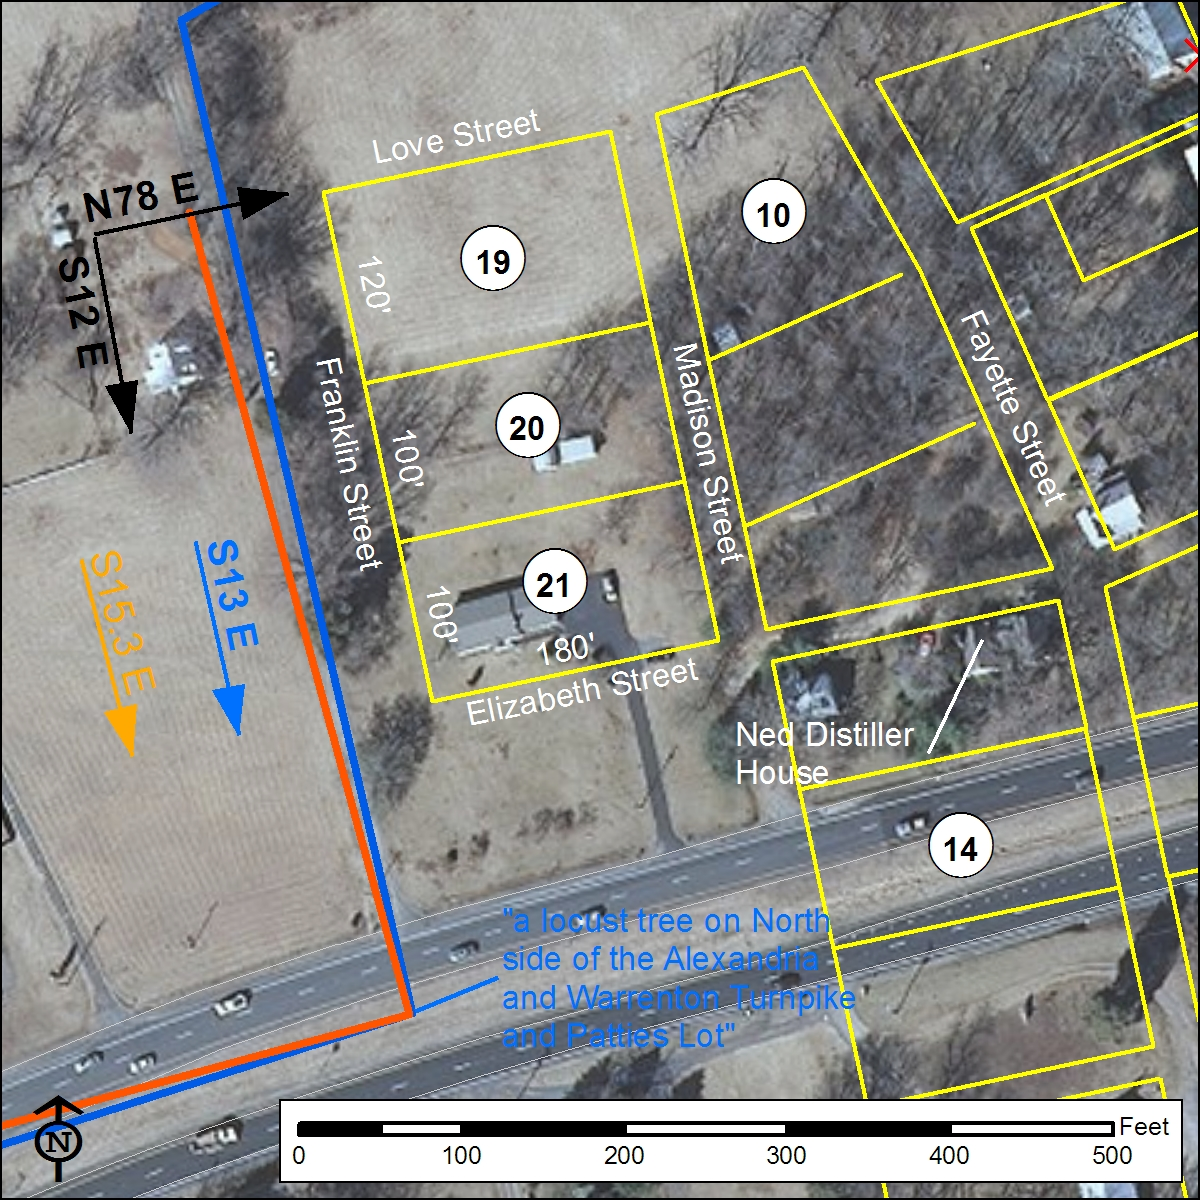 Love Street
N78 E
10
19
S12 E
120'
Fayette Street
Madison Street
Franklin Street
20
100'
S13 E
S15.3 E
21
100'
180'
Elizabeth Street
Ned Distiller
House
14
"a locust tree on North
side of the Alexandria
and Warrenton Turnpike
and Patties Lot"
N
Feet
0 100 200 300 400 500